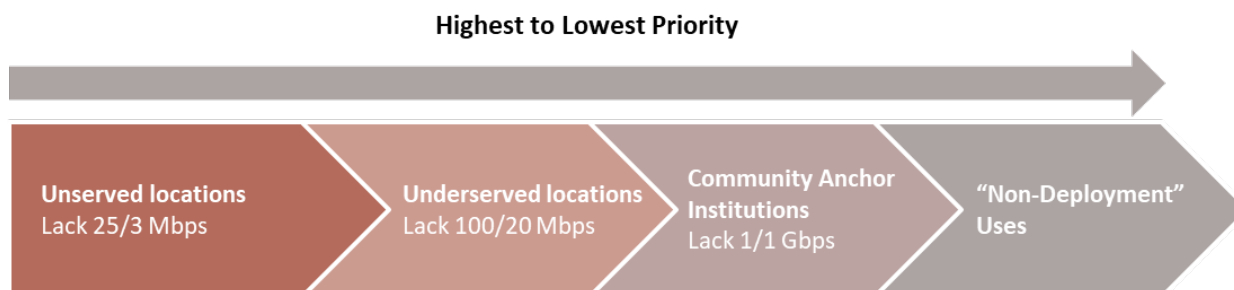 Highest to Lowest Priority
Unserved locations
Lack 25/3 Mbps
Underserved locations
Lack 100/20 Mbps
Community Anchor
Institutions
Lack 1/1 Gbps
“Non-Deployment”
Uses